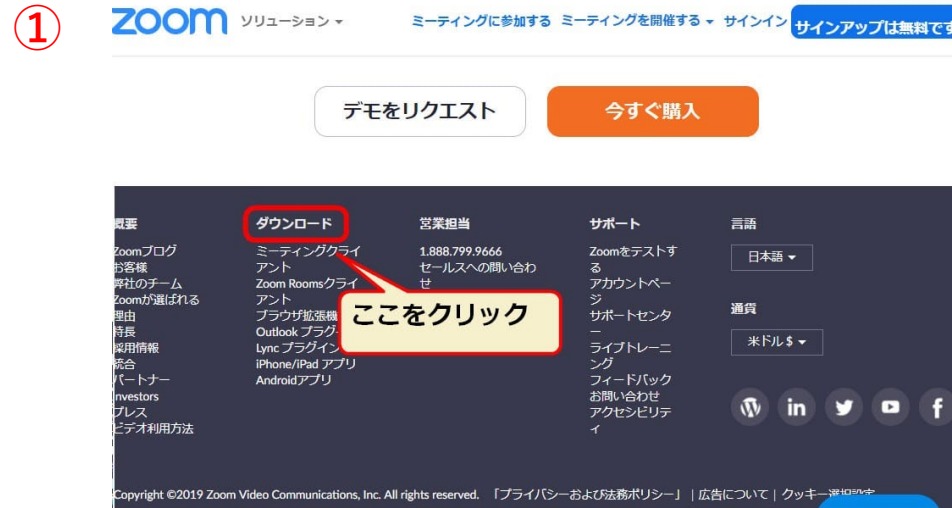 ①
zoom ソリューション ミーティングに参加する ミーティングを開催する サインイン サインアップは無料です
デモをリクエスト 今すぐ購入
概要
Zoomブログ
お客様
弊社のチーム
Zoomが選ばれる
理由
特長
採用情報
統合
パートナー
Investors
プレス
ビデオ利用方法
ダウンロード
ミーティングクライ
アント
Zoom Roomsクライ
アント
ブラウザ拡張機
Outlook プラグ
Lync プラグイン
iPhone/iPad アプリ
Androidアプリ
ここをクリック
営業担当
1.888.799.9666
セールスへの問い合わ
せ
サポート
Zoomをテストす
る
アカウントペー
ジ
サポートセンタ
ー
ライブトレーニ
ング
フィードバック
お問い合わせ
アクセシビリテ
ィ
言語
日本語
通貨
米ドル $
in
f
Copyright ©2019 Zoom Video Communications, Inc. All rights reserved. 「プライバシーおよび法務ポリシー」 | 広告について | クッキー選択設定